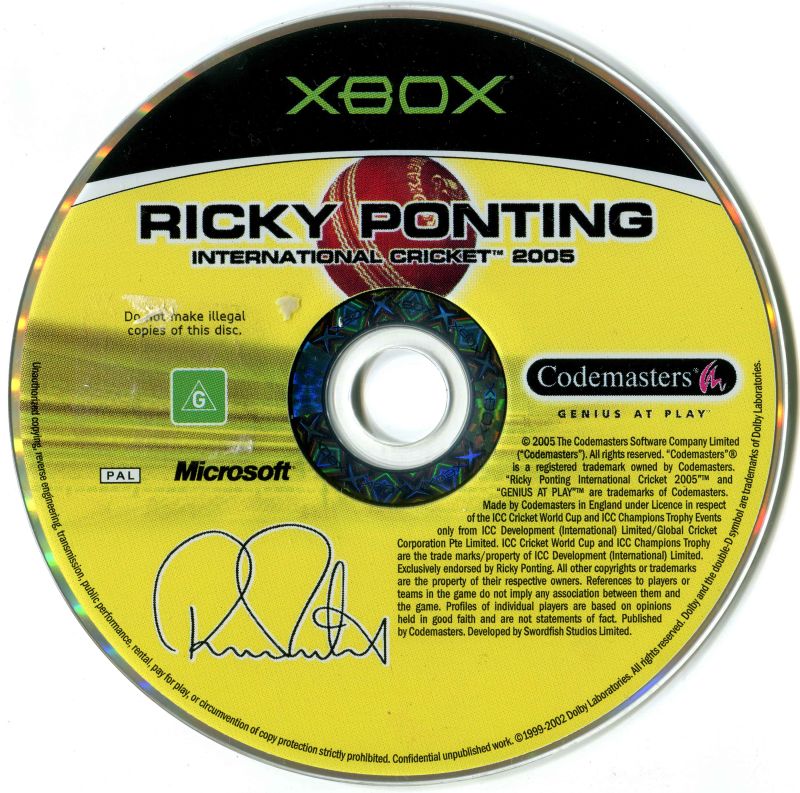 XBOX
RICKY PONTING
INTERNATIONAL CRICKET™ 2005
Do not make illegal
copies of this disc.
G
PAL
Microsoft®
Codemasters®
GENIUS AT PLAY™
© 2005 The Codemasters Software Company Limited
("Codemasters"). All rights reserved. "Codemasters"®
is a registered trademark owned by Codemasters.
"Ricky Ponting International Cricket 2005"™ and
"GENIUS AT PLAY"™ are trademarks of Codemasters.
Made by Codemasters in England under Licence in respect
of the ICC Cricket World Cup and ICC Champions Trophy Events
only from ICC Development (International) Limited/Global Cricket
Corporation Pte Limited. ICC Cricket World Cup and ICC Champions Trophy
are the trade marks/property of ICC Development (International) Limited.
Exclusively endorsed by Ricky Ponting. All other copyrights or trademarks
are the property of their respective owners. References to players or
teams in the game do not imply any association between them and
the game. Profiles of individual players are based on opinions
held in good faith and are not statements of fact. Published
by Codemasters. Developed by Swordfish Studios Limited.
Unauthorized copying, reverse engineering, transmission, public performance, rental, pay for play, or circumvention of copy protection strictly prohibited. Confidential unpublished work. ©1999-2002 Dolby Laboratories. All rights reserved. Dolby and the double-D symbol are trademarks of Dolby Laboratories.